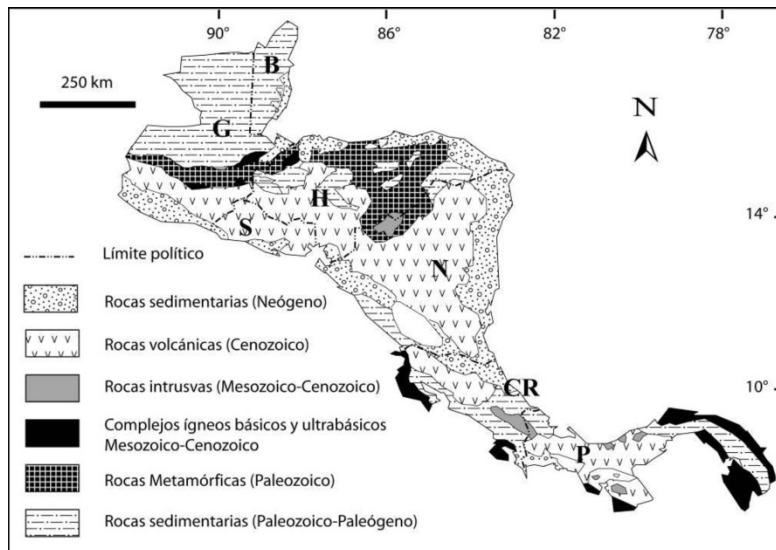 90° 86° 82° 78°
250 km
B
N
G
H
14°
S
Límite político
N
Rocas sedimentarias (Neógeno)
Rocas volcánicas (Cenozoico)
Rocas intrusvas (Mesozoico-Cenozoico)
CR
10°
Complejos ígneos básicos y ultrabásicos
Mesozoico-Cenozoico
P
Rocas Metamórficas (Paleozoico)
Rocas sedimentarias (Paleozoico-Paleógeno)